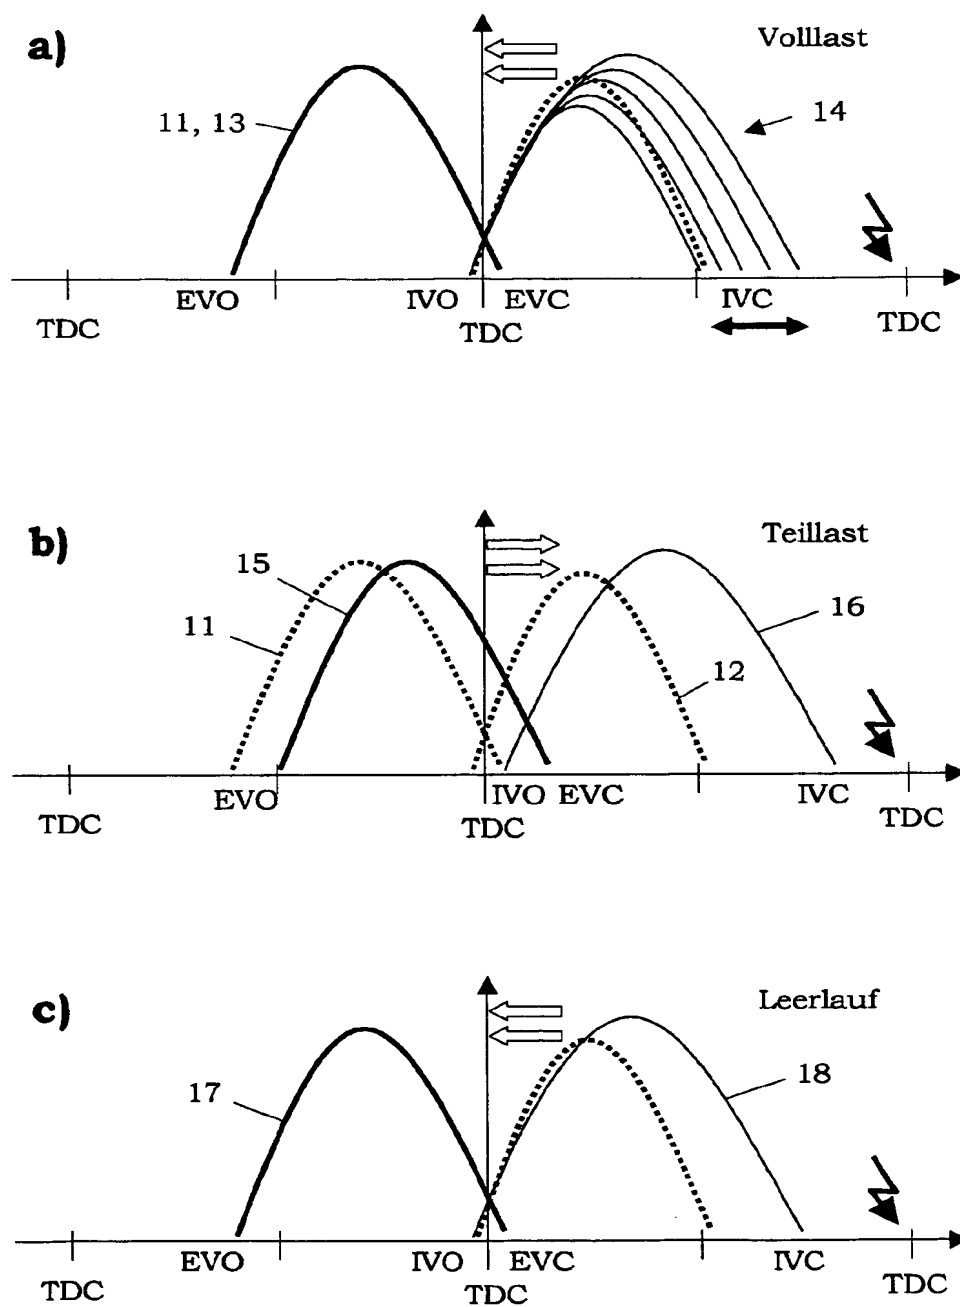 a)
Volllast
11, 13
14
EVO
IVO
EVC
IVC
TDC
TDC
TDC
b)
Teillast
15
11
16
12
EVO
IVO
EVC
IVC
TDC
TDC
TDC
c)
Leerlauf
17
18
EVO
IVO
EVC
IVC
TDC
TDC
TDC